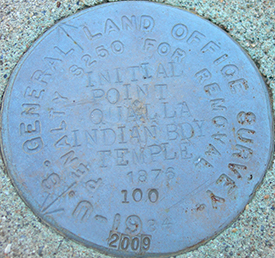 U.S. GENERAL LAND OFFICE SURVEY
PENALTY $250 FOR REMOVAL
INITIAL
POINT
QUALLA
INDIAN BDY
TEMPLE
1876
100
2009